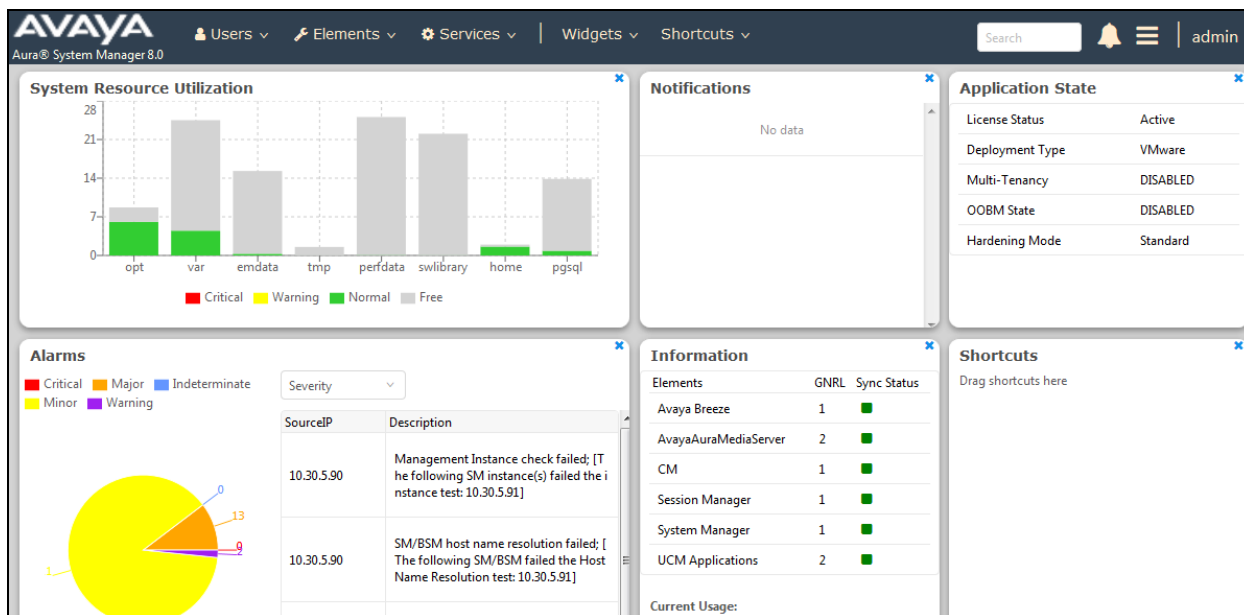 AVAYA
Aura® System Manager 8.0
Users
Elements
Services
Widgets
Shortcuts
Search
admin
System Resource Utilization
28
21
14
7
0
opt var emdata tmp perfdata swlibrary home pgsql
Critical Warning Normal Free
Notifications
No data
Application State
License Status Active
Deployment Type VMware
Multi-Tenancy DISABLED
OOBM State DISABLED
Hardening Mode Standard
Alarms
Critical Major Indeterminate
Minor Warning
0
13
2
1
Severity
SourceIP Description
10.30.5.90
Management Instance check failed; [T
he following SM instance(s) failed the i
nstance test: 10.30.5.91]
10.30.5.90
SM/BSM host name resolution failed; [
The following SM/BSM failed the Host
Name Resolution test: 10.30.5.91]
Information
Elements GNRL Sync Status
Avaya Breeze 1
AvayaAuraMediaServer 2
CM 1
Session Manager 1
System Manager 1
UCM Applications 2
Current Usage:
Shortcuts
Drag shortcuts here